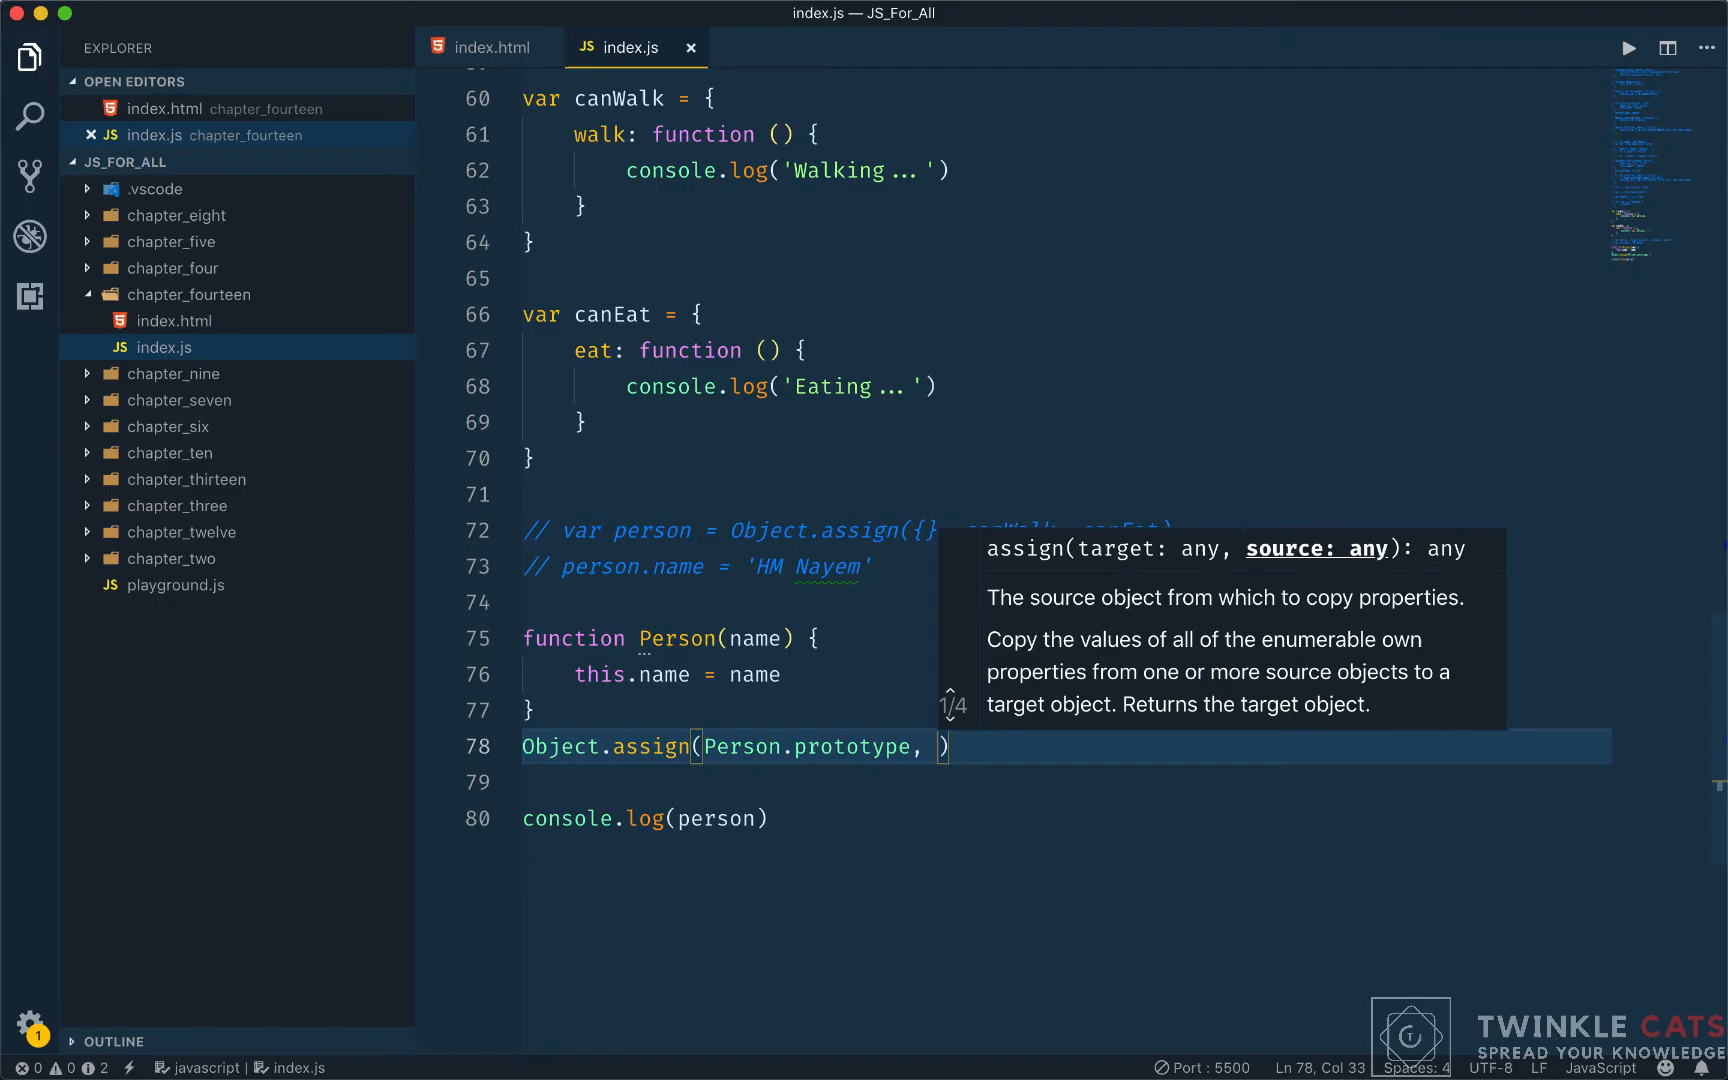 index.js — JS_For_All
EXPLORER
OPEN EDITORS
index.html chapter_fourteen
JS index.js chapter_fourteen
JS_FOR_ALL
.vscode
chapter_eight
chapter_five
chapter_four
chapter_fourteen
index.html
JS index.js
chapter_nine
chapter_seven
chapter_six
chapter_ten
chapter_thirteen
chapter_three
chapter_twelve
chapter_two
JS playground.js
OUTLINE
index.html
JS index.js
60 var canWalk = {
61 walk: function () {
62 console.log('Walking...')
63 }
64 }
65
66 var canEat = {
67 eat: function () {
68 console.log('Eating...')
69 }
70 }
71
72 // var person = Object.assign({}, canWalk, canEat)
73 // person.name = 'HM Nayem'
74
75 function Person(name) {
76 this.name = name
77 }
78 Object.assign(Person.prototype, )
79
80 console.log(person)
assign(target: any, source: any): any
The source object from which to copy properties.
Copy the values of all of the enumerable own
properties from one or more source objects to a
target object. Returns the target object.
1/4
TWINKLE CATS
SPREAD YOUR KNOWLEDGE
1
0 0 2 javascript | index.js
Port : 5500 Ln 78, Col 33 Spaces: 4 UTF-8 LF JavaScript